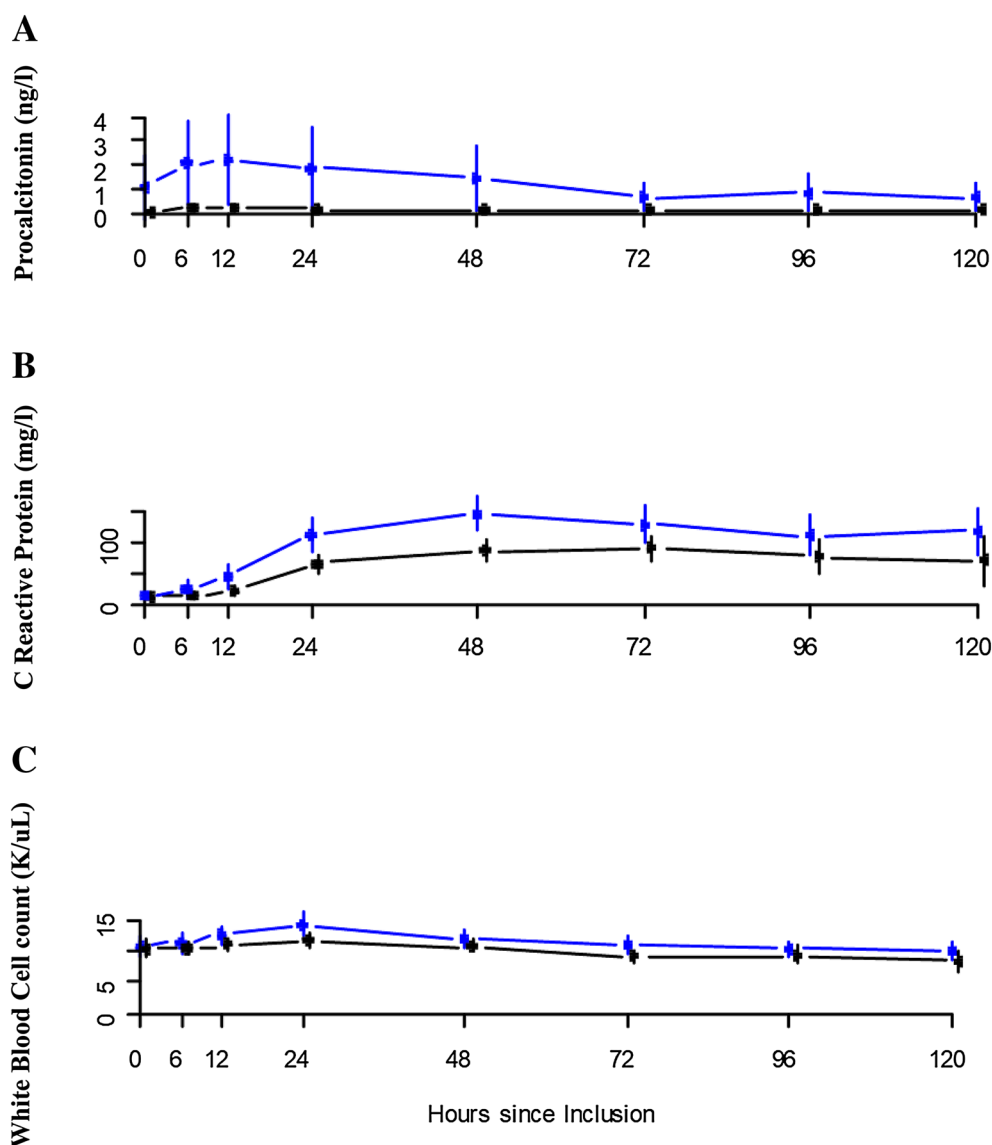 A
Procalcitonin (ng/l)
4
3
2
1
0
0 6 12 24 48 72 96 120
B
C Reactive Protein (mg/l)
100
0
0 6 12 24 48 72 96 120
C
White Blood Cell count (K/uL)
15
5
0
0 6 12 24 48 72 96 120
Hours since Inclusion